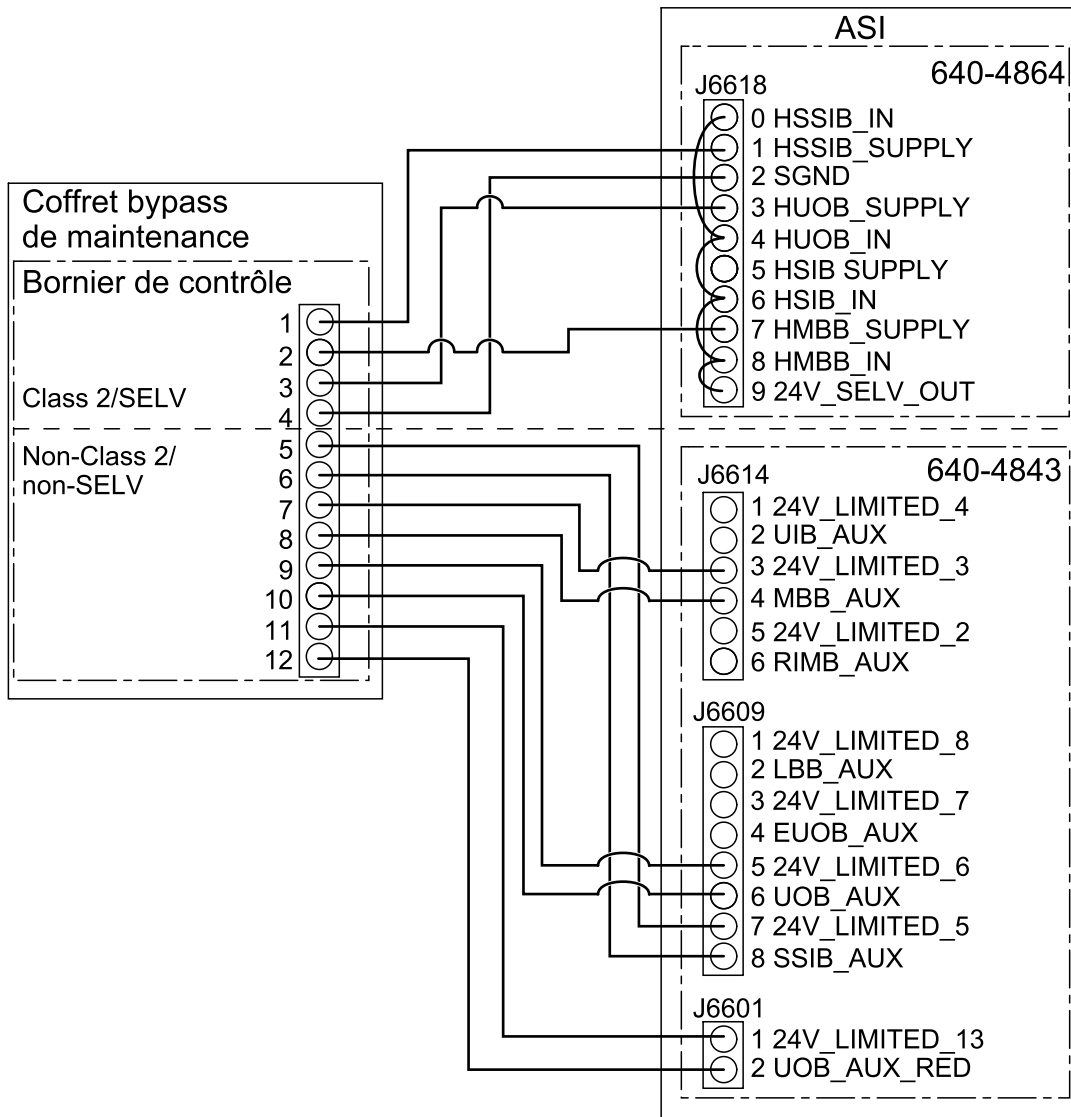 ASI
640-4864
J6618
0 HSSIB_IN
1 HSSIB_SUPPLY
2 SGND
3 HUOB_SUPPLY
4 HUOB_IN
5 HSIB SUPPLY
6 HSIB_IN
7 HMBB_SUPPLY
8 HMBB_IN
9 24V_SELV_OUT
Coffret bypass
de maintenance
Bornier de contrôle
1
2
3
4
Class 2/SELV
5
6
7
8
9
10
11
12
Non-Class 2/
non-SELV
640-4843
J6614
1 24V_LIMITED_4
2 UIB_AUX
3 24V_LIMITED_3
4 MBB_AUX
5 24V_LIMITED_2
6 RIMB_AUX
J6609
1 24V_LIMITED_8
2 LBB_AUX
3 24V_LIMITED_7
4 EUOB_AUX
5 24V_LIMITED_6
6 UOB_AUX
7 24V_LIMITED_5
8 SSIB_AUX
J6601
1 24V_LIMITED_13
2 UOB_AUX_RED